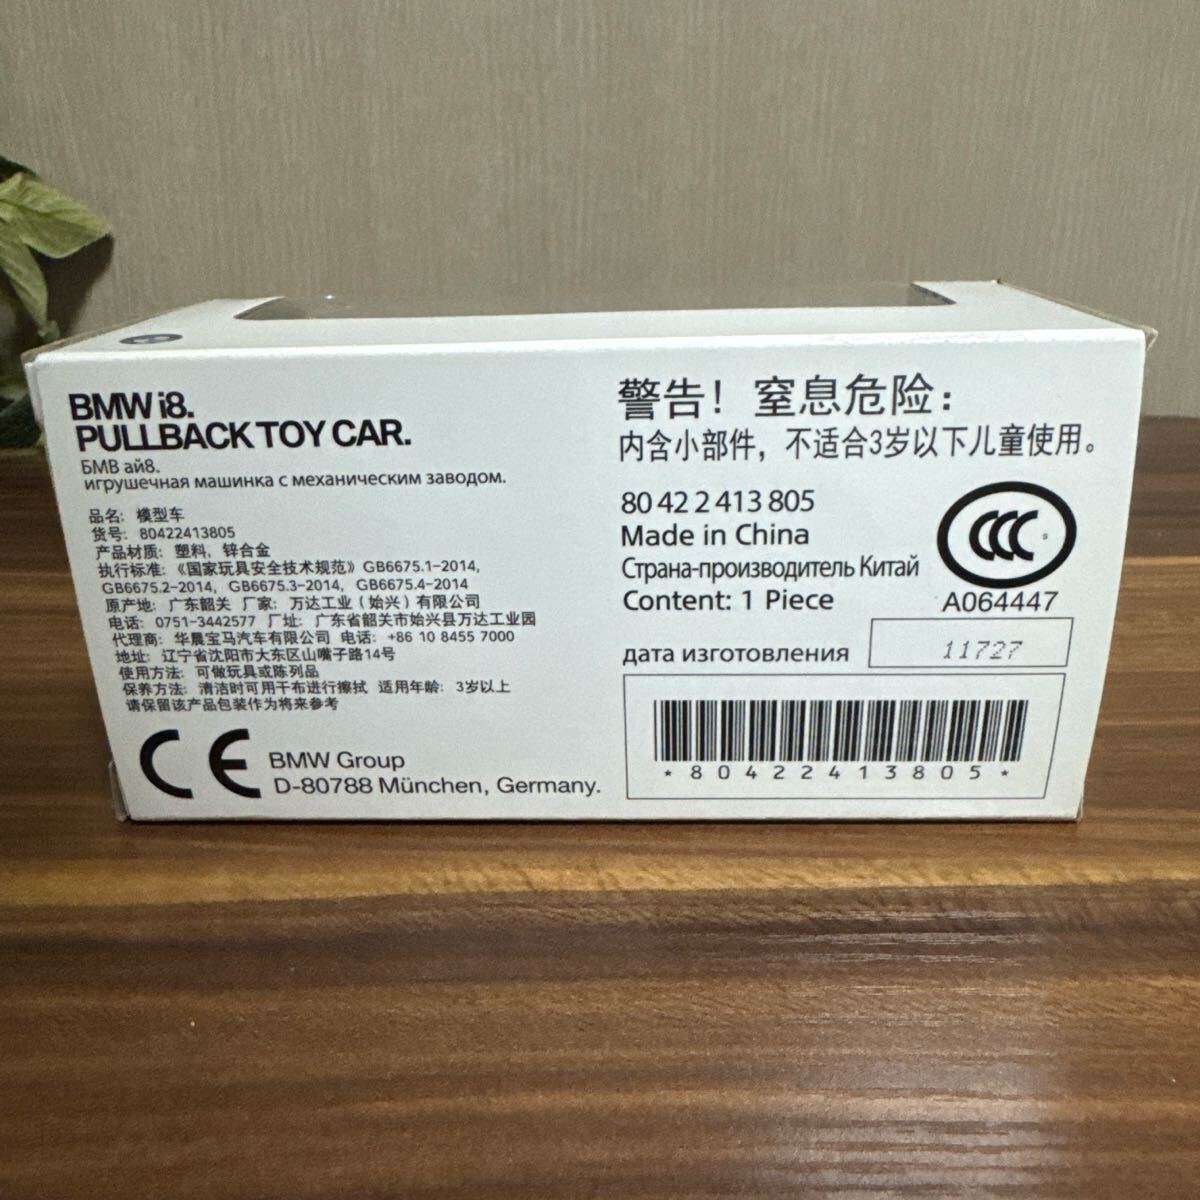 BMW i8.
PULLBACK TOY CAR.
БМВ ай8.
игрушечная машинка с механическим заводом.
品名: 模型车
货号: 80422413805
产品材质: 塑料, 锌合金
执行标准: 《国家玩具安全技术规范》GB6675.1-2014,
GB6675.2-2014, GB6675.3-2014, GB6675.4-2014
原产地: 广东韶关 厂家: 万达工业（始兴）有限公司
电话: 0751-3442577 厂址: 广东省韶关市始兴县万达工业园
代理商: 华晨宝马汽车有限公司 电话: +86 10 8455 7000
地址: 辽宁省沈阳市大东区山嘴子路14号
使用方法: 可做玩具或陈列品
保养方法: 清洁时可用干布进行擦拭 适用年龄: 3岁以上
请保留该产品包装作为将来参考
CE BMW Group
D-80788 München, Germany.
警告！窒息危险:
内含小部件，不适合3岁以下儿童使用。
80 42 2 413 805
Made in China
Страна-производитель Китай
Content: 1 Piece
CCC S
A064447
дата изготовления 11727
*80422413805*